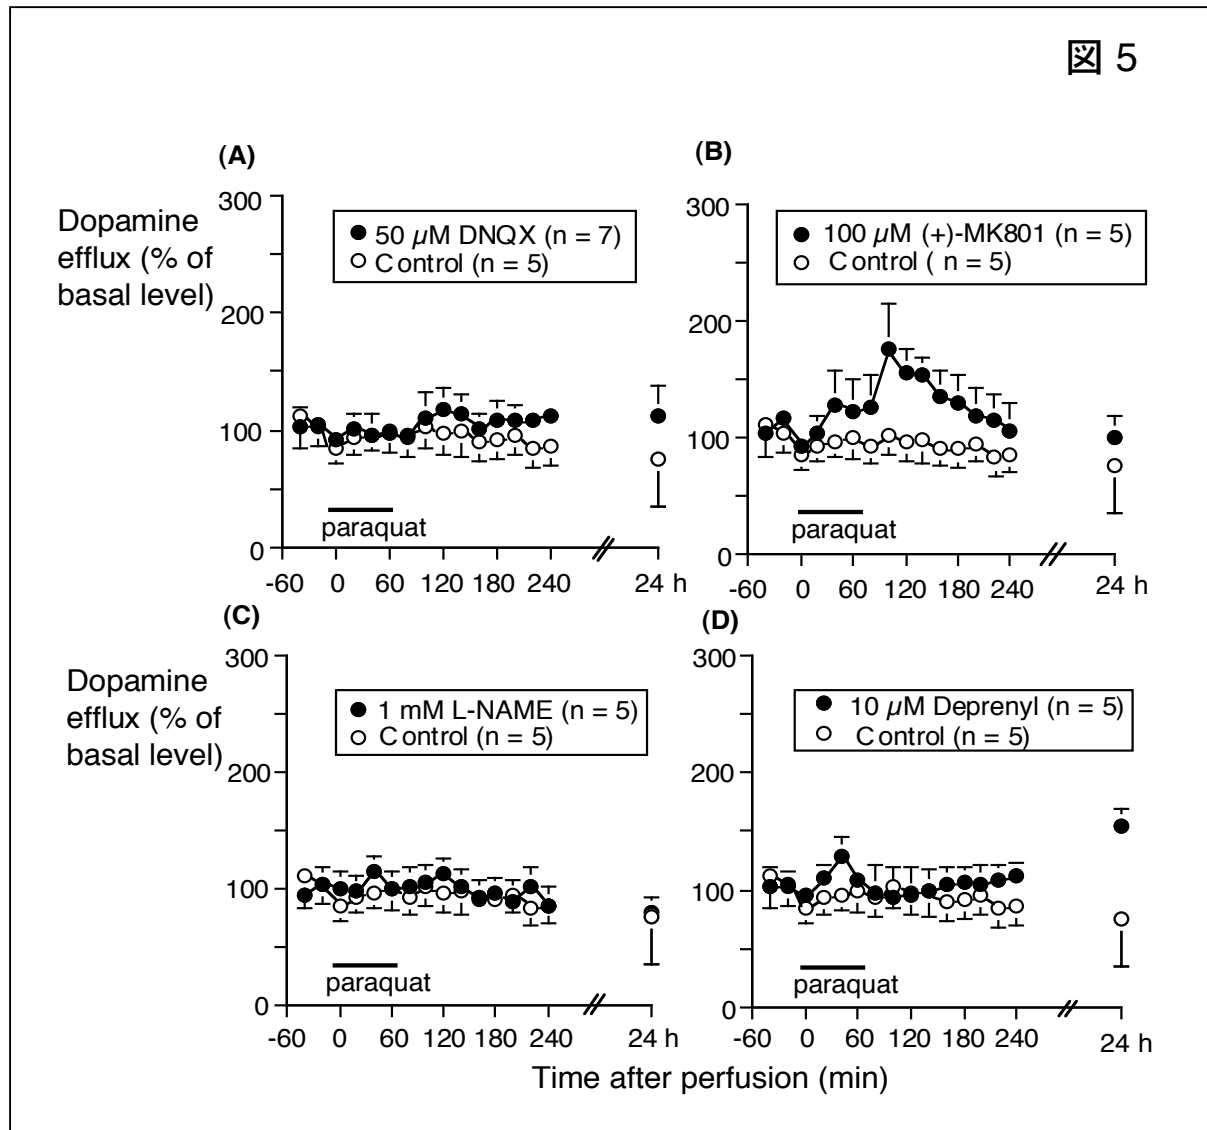 図 5
(A)
Dopamine
efflux (% of
basal level)
300
200
100
0
50 µM DNQX (n = 7)
Control (n = 5)
paraquat
-60 0 60 120 180 240 24 h
(B)
300
200
100
0
100 µM (+)-MK801 (n = 5)
Control ( n = 5)
paraquat
-60 0 60 120 180 240 24 h
(C)
Dopamine
efflux (% of
basal level)
300
200
100
0
1 mM L-NAME (n = 5)
Control (n = 5)
paraquat
-60 0 60 120 180 240 24 h
(D)
300
200
100
0
10 µM Deprenyl (n = 5)
Control (n = 5)
paraquat
-60 0 60 120 180 240 24 h
Time after perfusion (min)